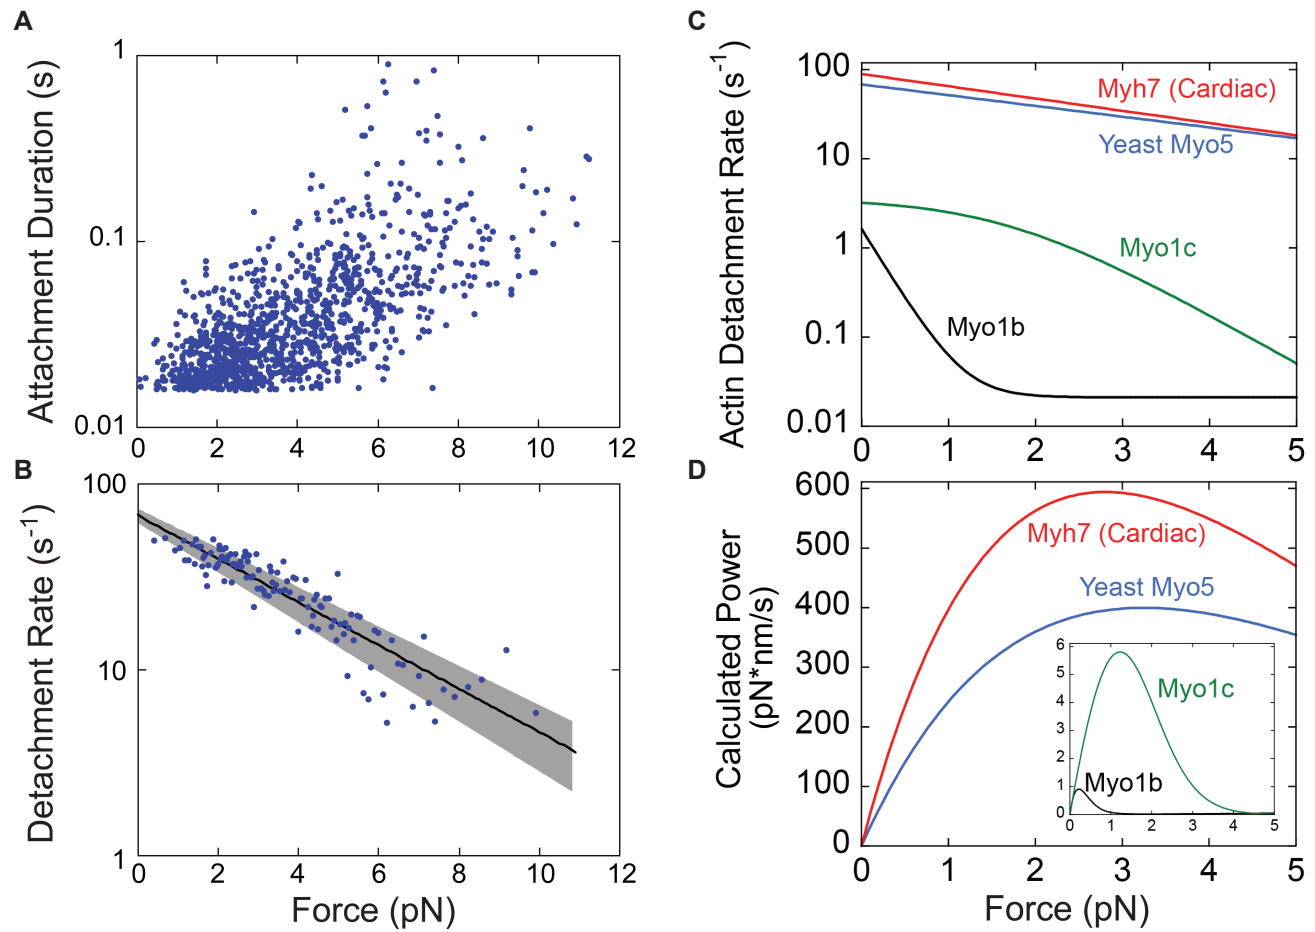 A
1
0.1
0.01
Attachment Duration (s)
0 2 4 6 8 10 12
B
100
10
1
Detachment Rate (s-1)
0 2 4 6 8 10 12
Force (pN)
C
100
10
1
0.1
0.01
Actin Detachment Rate (s-1)
Myh7 (Cardiac)
Yeast Myo5
Myo1c
Myo1b
0 1 2 3 4 5
D
600
500
400
300
200
100
0
Calculated Power
(pN*nm/s)
Myh7 (Cardiac)
Yeast Myo5
6
5
4
3
2
1
0
Myo1c
Myo1b
0 1 2 3 4 5
0 1 2 3 4 5
Force (pN)